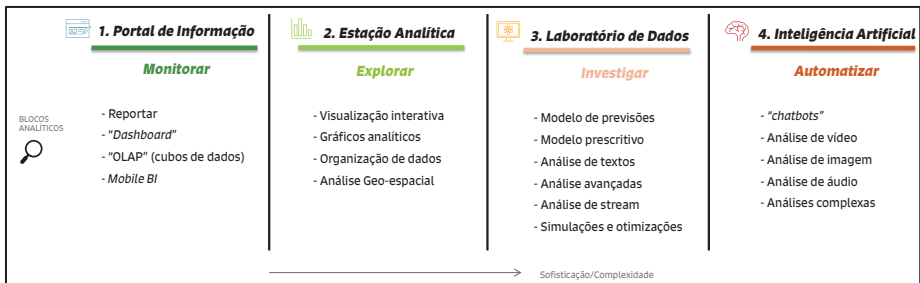 1. Portal de Informação
Monitorar
- Reportar
- “Dashboard”
- “OLAP” (cubos de dados)
- Mobile BI
2. Estação Analítica
Explorar
- Visualização interativa
- Gráficos analíticos
- Organização de dados
- Análise Geo-espacial
3. Laboratório de Dados
Investigar
- Modelo de previsões
- Modelo prescritivo
- Análise de textos
- Análise avançadas
- Análise de stream
- Simulações e otimizações
4. Inteligência Artificial
Automatizar
- “chatbots”
- Análise de vídeo
- Análise de imagem
- Análise de áudio
- Análises complexas
BLOCOS
ANALÍTICOS
Sofisticação/Complexidade